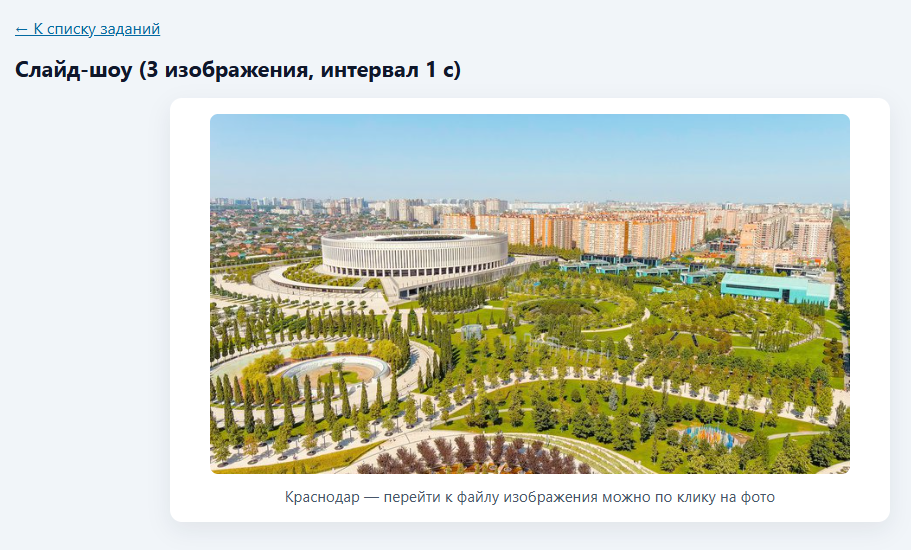 ← К списку заданий
Слайд-шоу (3 изображения, интервал 1 с)
Краснодар — перейти к файлу изображения можно по клику на фото